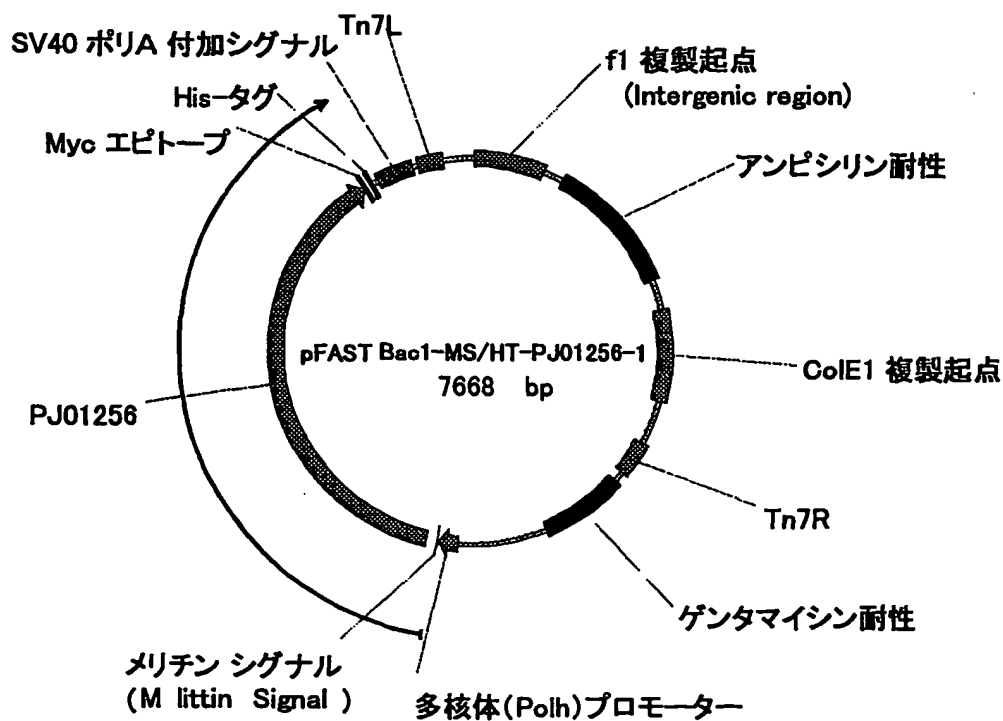 SV40 ポリA 付加シグナル
Tn7L
f1 複製起点
(Intergenic region)
His-タグ
Myc エピトープ
アンピシリン耐性
pFAST Bac1-MS/HT-PJ01256-1
7668 bp
ColE1 複製起点
PJ01256
Tn7R
ゲンタマイシン耐性
メリチン シグナル
(M littin Signal )
多核体(Polh)プロモーター